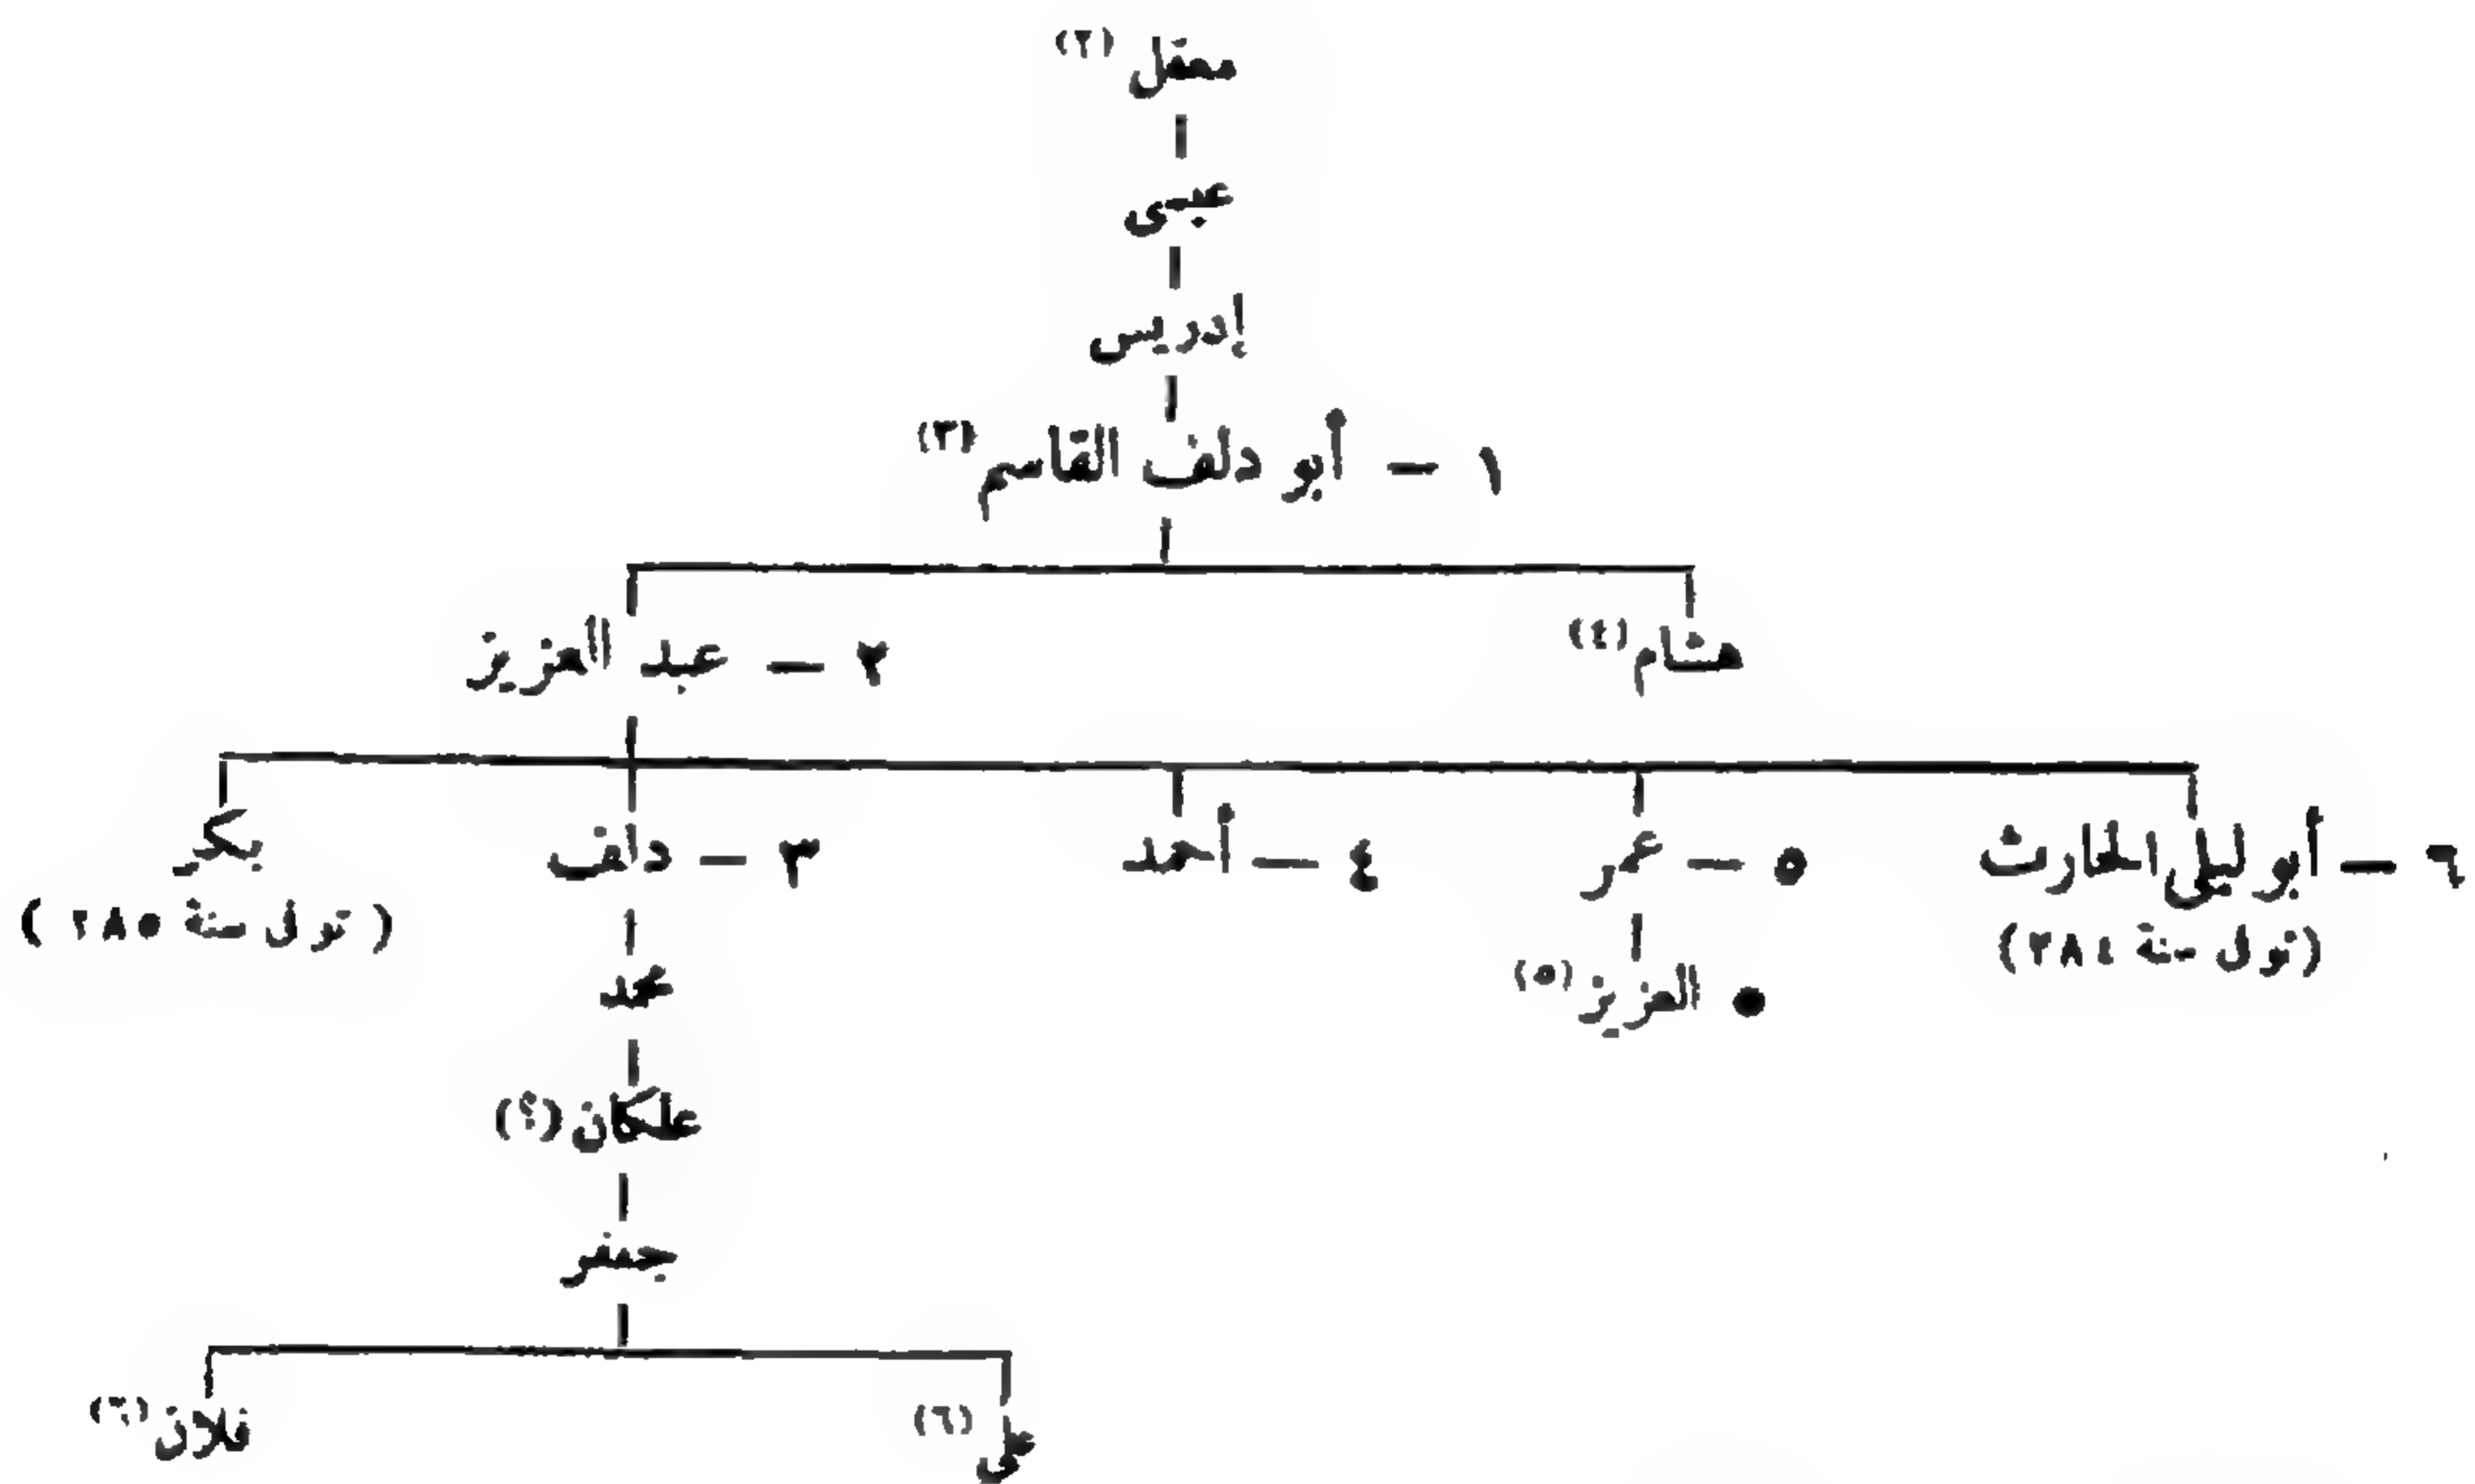 معقل (٢)
عيسى
إدريس
١ — أبو دلف القاسم (٣)
هشام (٤)
٢ — عبد العزيز
٦ — أبو ليلى الحارث
٥ — عمر
٤ — أحمد
٣ — دلف
بكر
(توفى سنة ٢٨٤)
(توفى سنة ٢٨٥)
• العزيز (٥)
محمد
علكان (؟)
جعفر
على (٦)
فلان (٦)